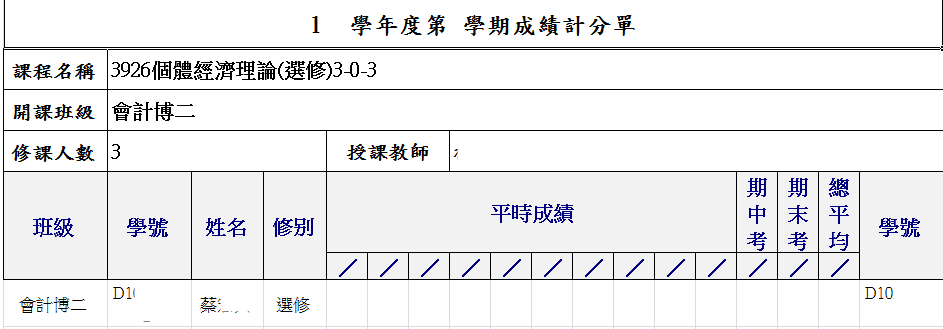 1 學年度第 學期成績計分單
課程名稱 3926個體經濟理論(選修)3-0-3
開課班級 會計博二
修課人數 3 授課教師
班級 學號 姓名 修別 平時成績 期中考 期末考 總平均 學號
/ / / / / / / / / / / / /
會計博二 D10 蔡 選修 D10